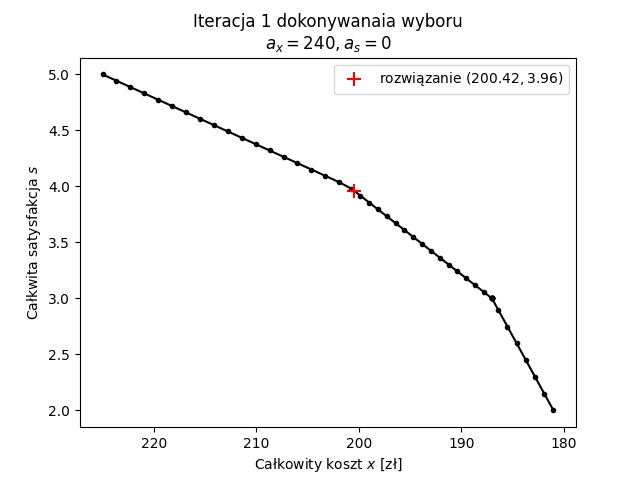 Iteracja 1 dokonywanaia wyboru
a_x = 240, a_s = 0
rozwiązanie (200.42, 3.96)
5.0
4.5
4.0
3.5
3.0
2.5
2.0
Całkwita satysfakcja s
220 210 200 190 180
Całkowity koszt x [zł]